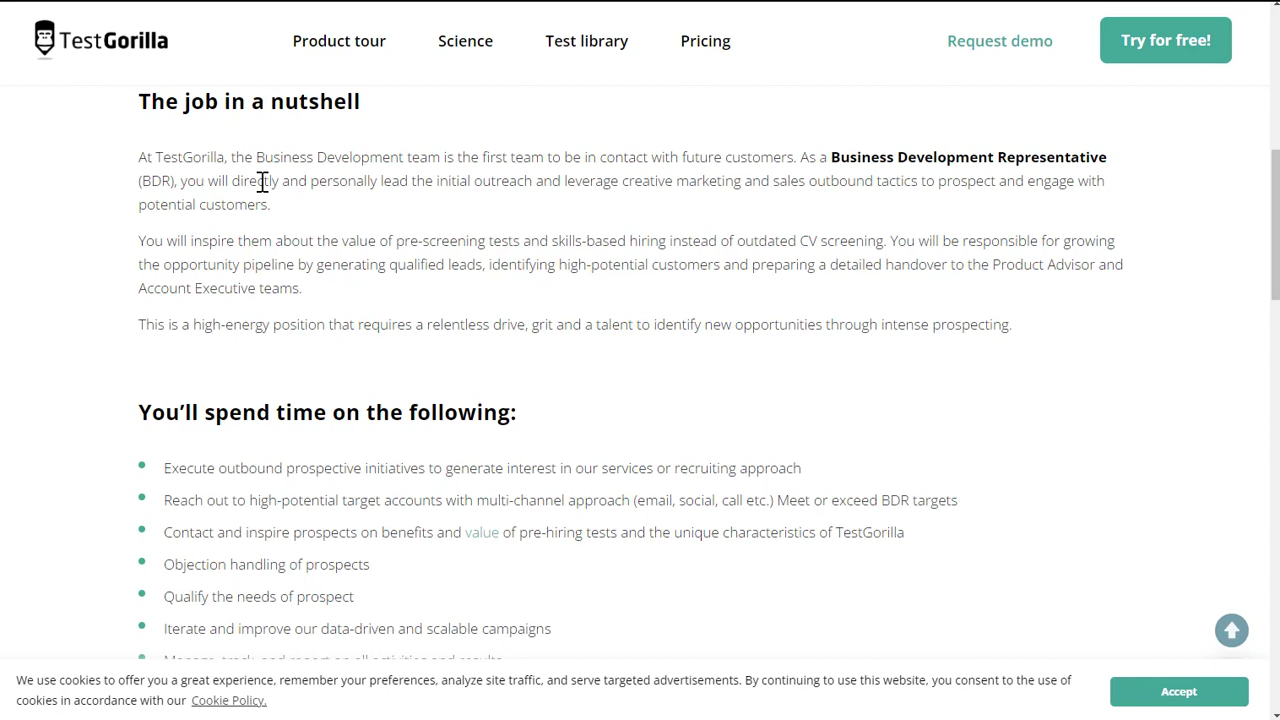 TestGorilla
Product tour
Science
Test library
Pricing
Request demo
Try for free!
The job in a nutshell
At TestGorilla, the Business Development team is the first team to be in contact with future customers. As a Business Development Representative
(BDR), you will directly and personally lead the initial outreach and leverage creative marketing and sales outbound tactics to prospect and engage with
potential customers.
You will inspire them about the value of pre-screening tests and skills-based hiring instead of outdated CV screening. You will be responsible for growing
the opportunity pipeline by generating qualified leads, identifying high-potential customers and preparing a detailed handover to the Product Advisor and
Account Executive teams.
This is a high-energy position that requires a relentless drive, grit and a talent to identify new opportunities through intense prospecting.
You’ll spend time on the following:
Execute outbound prospective initiatives to generate interest in our services or recruiting approach
Reach out to high-potential target accounts with multi-channel approach (email, social, call etc.) Meet or exceed BDR targets
Contact and inspire prospects on benefits and value of pre-hiring tests and the unique characteristics of TestGorilla
Objection handling of prospects
Qualify the needs of prospect
Iterate and improve our data-driven and scalable campaigns
Manage, track, and report on all activities and results
We use cookies to offer you a great experience, remember your preferences, analyze site traffic, and serve targeted advertisements. By continuing to use this website, you consent to the use of
cookies in accordance with our Cookie Policy.
Accept